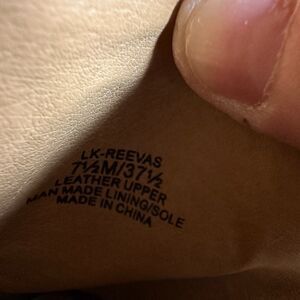 LK-REEVAS
7½M/37½
LEATHER UPPER
MAN MADE LINING/SOLE
MADE IN CHINA